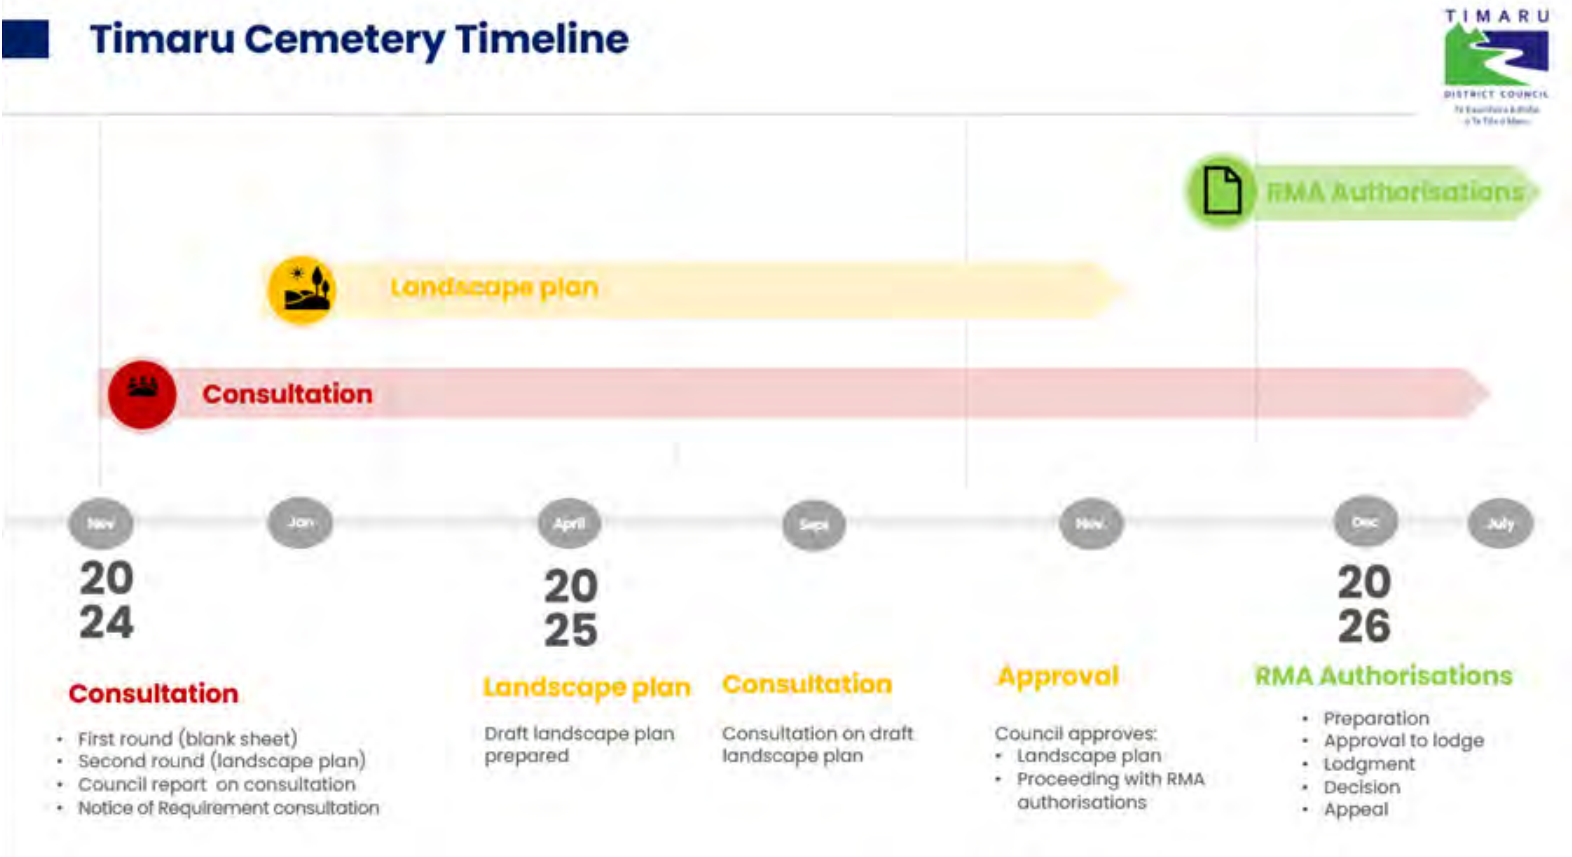 Timaru Cemetery Timeline
TIMARU
DISTRICT COUNCIL
RMA Authorisations
Landscape plan
Consultation
Nov
Jan
April
Sept
Nov
Dec
July
20
24
20
25
20
26
Consultation
• First round (blank sheet)
• Second round (landscape plan)
• Council report on consultation
• Notice of Requirement consultation
Landscape plan
Draft landscape plan
prepared
Consultation
Consultation on draft
landscape plan
Approval
Council approves:
• Landscape plan
• Proceeding with RMA
authorisations
RMA Authorisations
• Preparation
• Approval to lodge
• Lodgment
• Decision
• Appeal